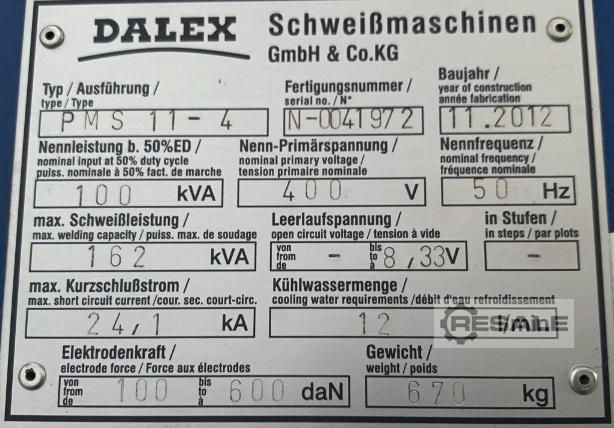 DALEX Schweißmaschinen
GmbH & Co.KG
Typ / Ausführung /
type / Type
PMS 11-4
Fertigungsnummer /
serial no. / N°
N-0041972
Baujahr /
year of construction
année fabrication
11.2012
Nennleistung b. 50%ED /
nominal input at 50% duty cycle
puiss. nominale à 50% fact. de marche
100 kVA
Nenn-Primärspannung /
nominal primary voltage /
tension primaire nominale
400 V
Nennfrequenz /
nominal frequency /
fréquence nominale
50 Hz
max. Schweißleistung /
max. welding capacity / puiss. max. de soudage
162 kVA
Leerlaufspannung /
open circuit voltage / tension à vide
von bis
from - to 8,33V
de à
in Stufen /
in steps / par plots
-
max. Kurzschlußstrom /
max. short circuit current /cour. sec. court-circ.
24,1 kA
Kühlwassermenge /
cooling water requirements /débit d'eau refroidissement
12 l/min.
RESALE
Elektrodenkraft /
electrode force / Force aux électrodes
von bis
from 100 to 600 daN
de à
Gewicht /
weight / poids
670 kg